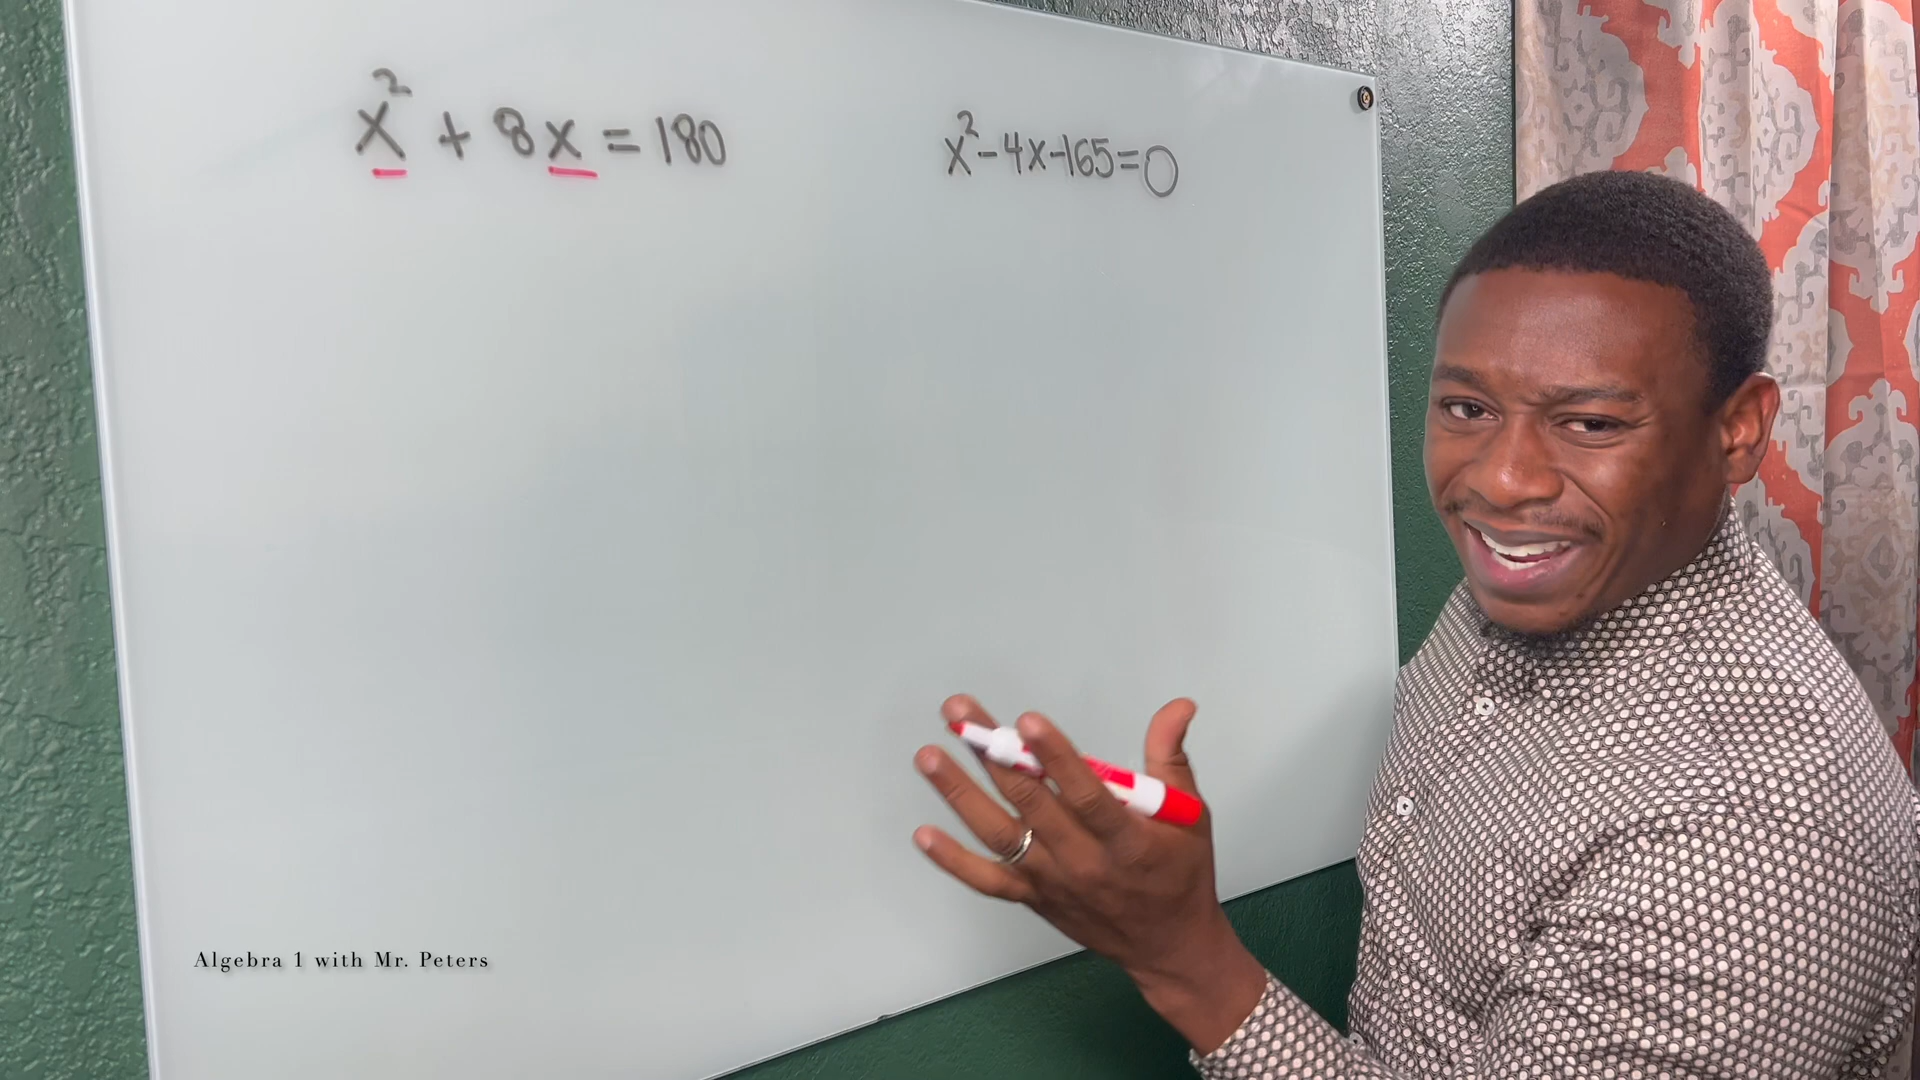 x² + 8x = 180
x² - 4x - 165 = 0
Algebra 1 with Mr. Peters